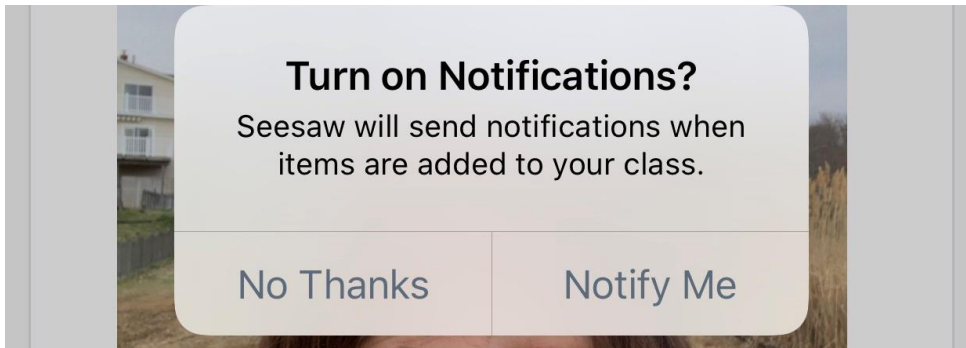 Turn on Notifications?
Seesaw will send notifications when
items are added to your class.
No Thanks
Notify Me